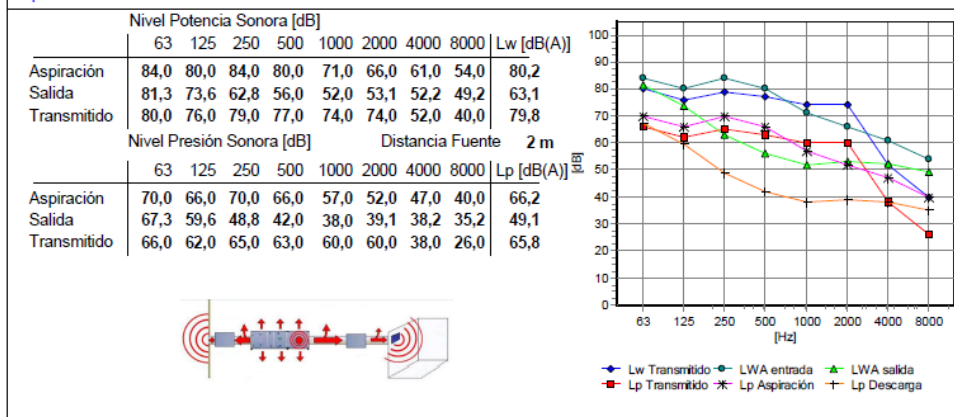 Nivel Potencia Sonora [dB]
63 125 250 500 1000 2000 4000 8000 Lw [dB(A)]
Aspiración 84,0 80,0 84,0 80,0 71,0 66,0 61,0 54,0 80,2
Salida 81,3 73,6 62,8 56,0 52,0 53,1 52,2 49,2 63,1
Transmitido 80,0 76,0 79,0 77,0 74,0 74,0 52,0 40,0 79,8
Nivel Presión Sonora [dB] Distancia Fuente 2 m
63 125 250 500 1000 2000 4000 8000 Lp [dB(A)]
Aspiración 70,0 66,0 70,0 66,0 57,0 52,0 47,0 40,0 66,2
Salida 67,3 59,6 48,8 42,0 38,0 39,1 38,2 35,2 49,1
Transmitido 66,0 62,0 65,0 63,0 60,0 60,0 38,0 26,0 65,8
100
90
80
70
60
50
40
30
20
10
0
[dB]
63 125 250 500 1000 2000 4000 8000
[Hz]
Lw Transmitido LWA entrada LWA salida
Lp Transmitido Lp Aspiración Lp Descarga